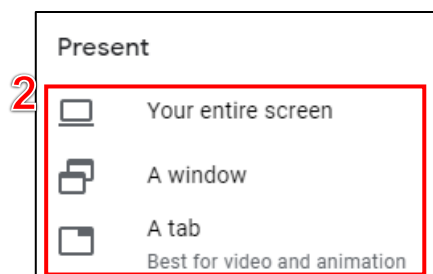 Present
2
Your entire screen
A window
A tab
Best for video and animation